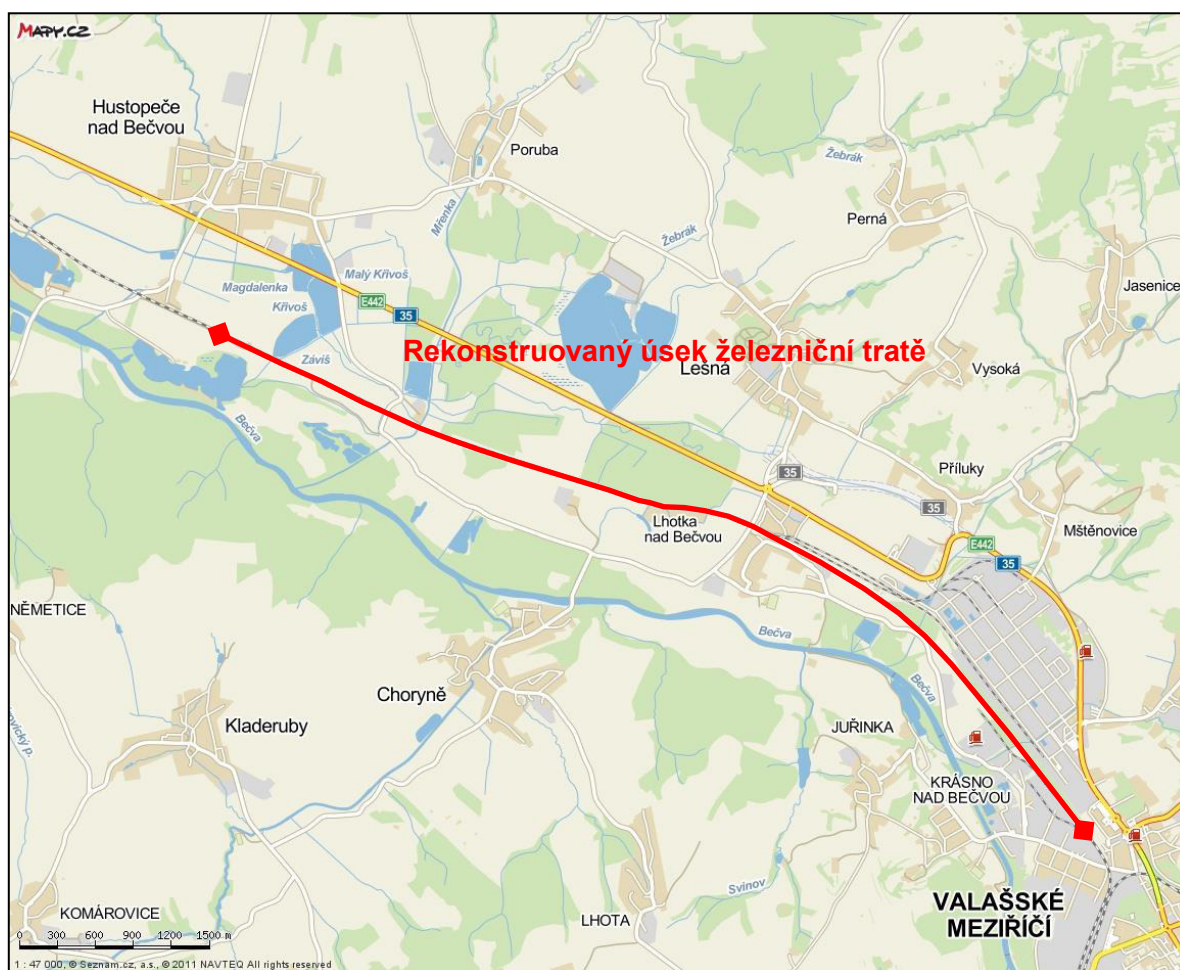 MAPY.CZ
Hustopeče
nad Bečvou
Poruba
Mřenka
Žebrák
Perná
Žebrák
Jasenice
Magdalenka
Malý Křivoš
Křivoš
E442
35
Závíš
Rekonstruovaný úsek železniční tratě
Lešná
Vysoká
Bečva
35
Příluky
35
Lhotka
nad Bečvou
E442
35
Mštěnovice
NĚMETICE
Bečva
Choryně
Bečva
Kladeruby
JUŘINKA
KRÁSNO
NAD BEČVOU
Svinov
VALAŠSKÉ
MEZIŘÍČÍ
KOMÁROVICE
LHOTA
0 300 600 900 1200 1500 m
1 : 47 000, © Seznam.cz, a.s., © 2011 NAVTEQ All rights reserved